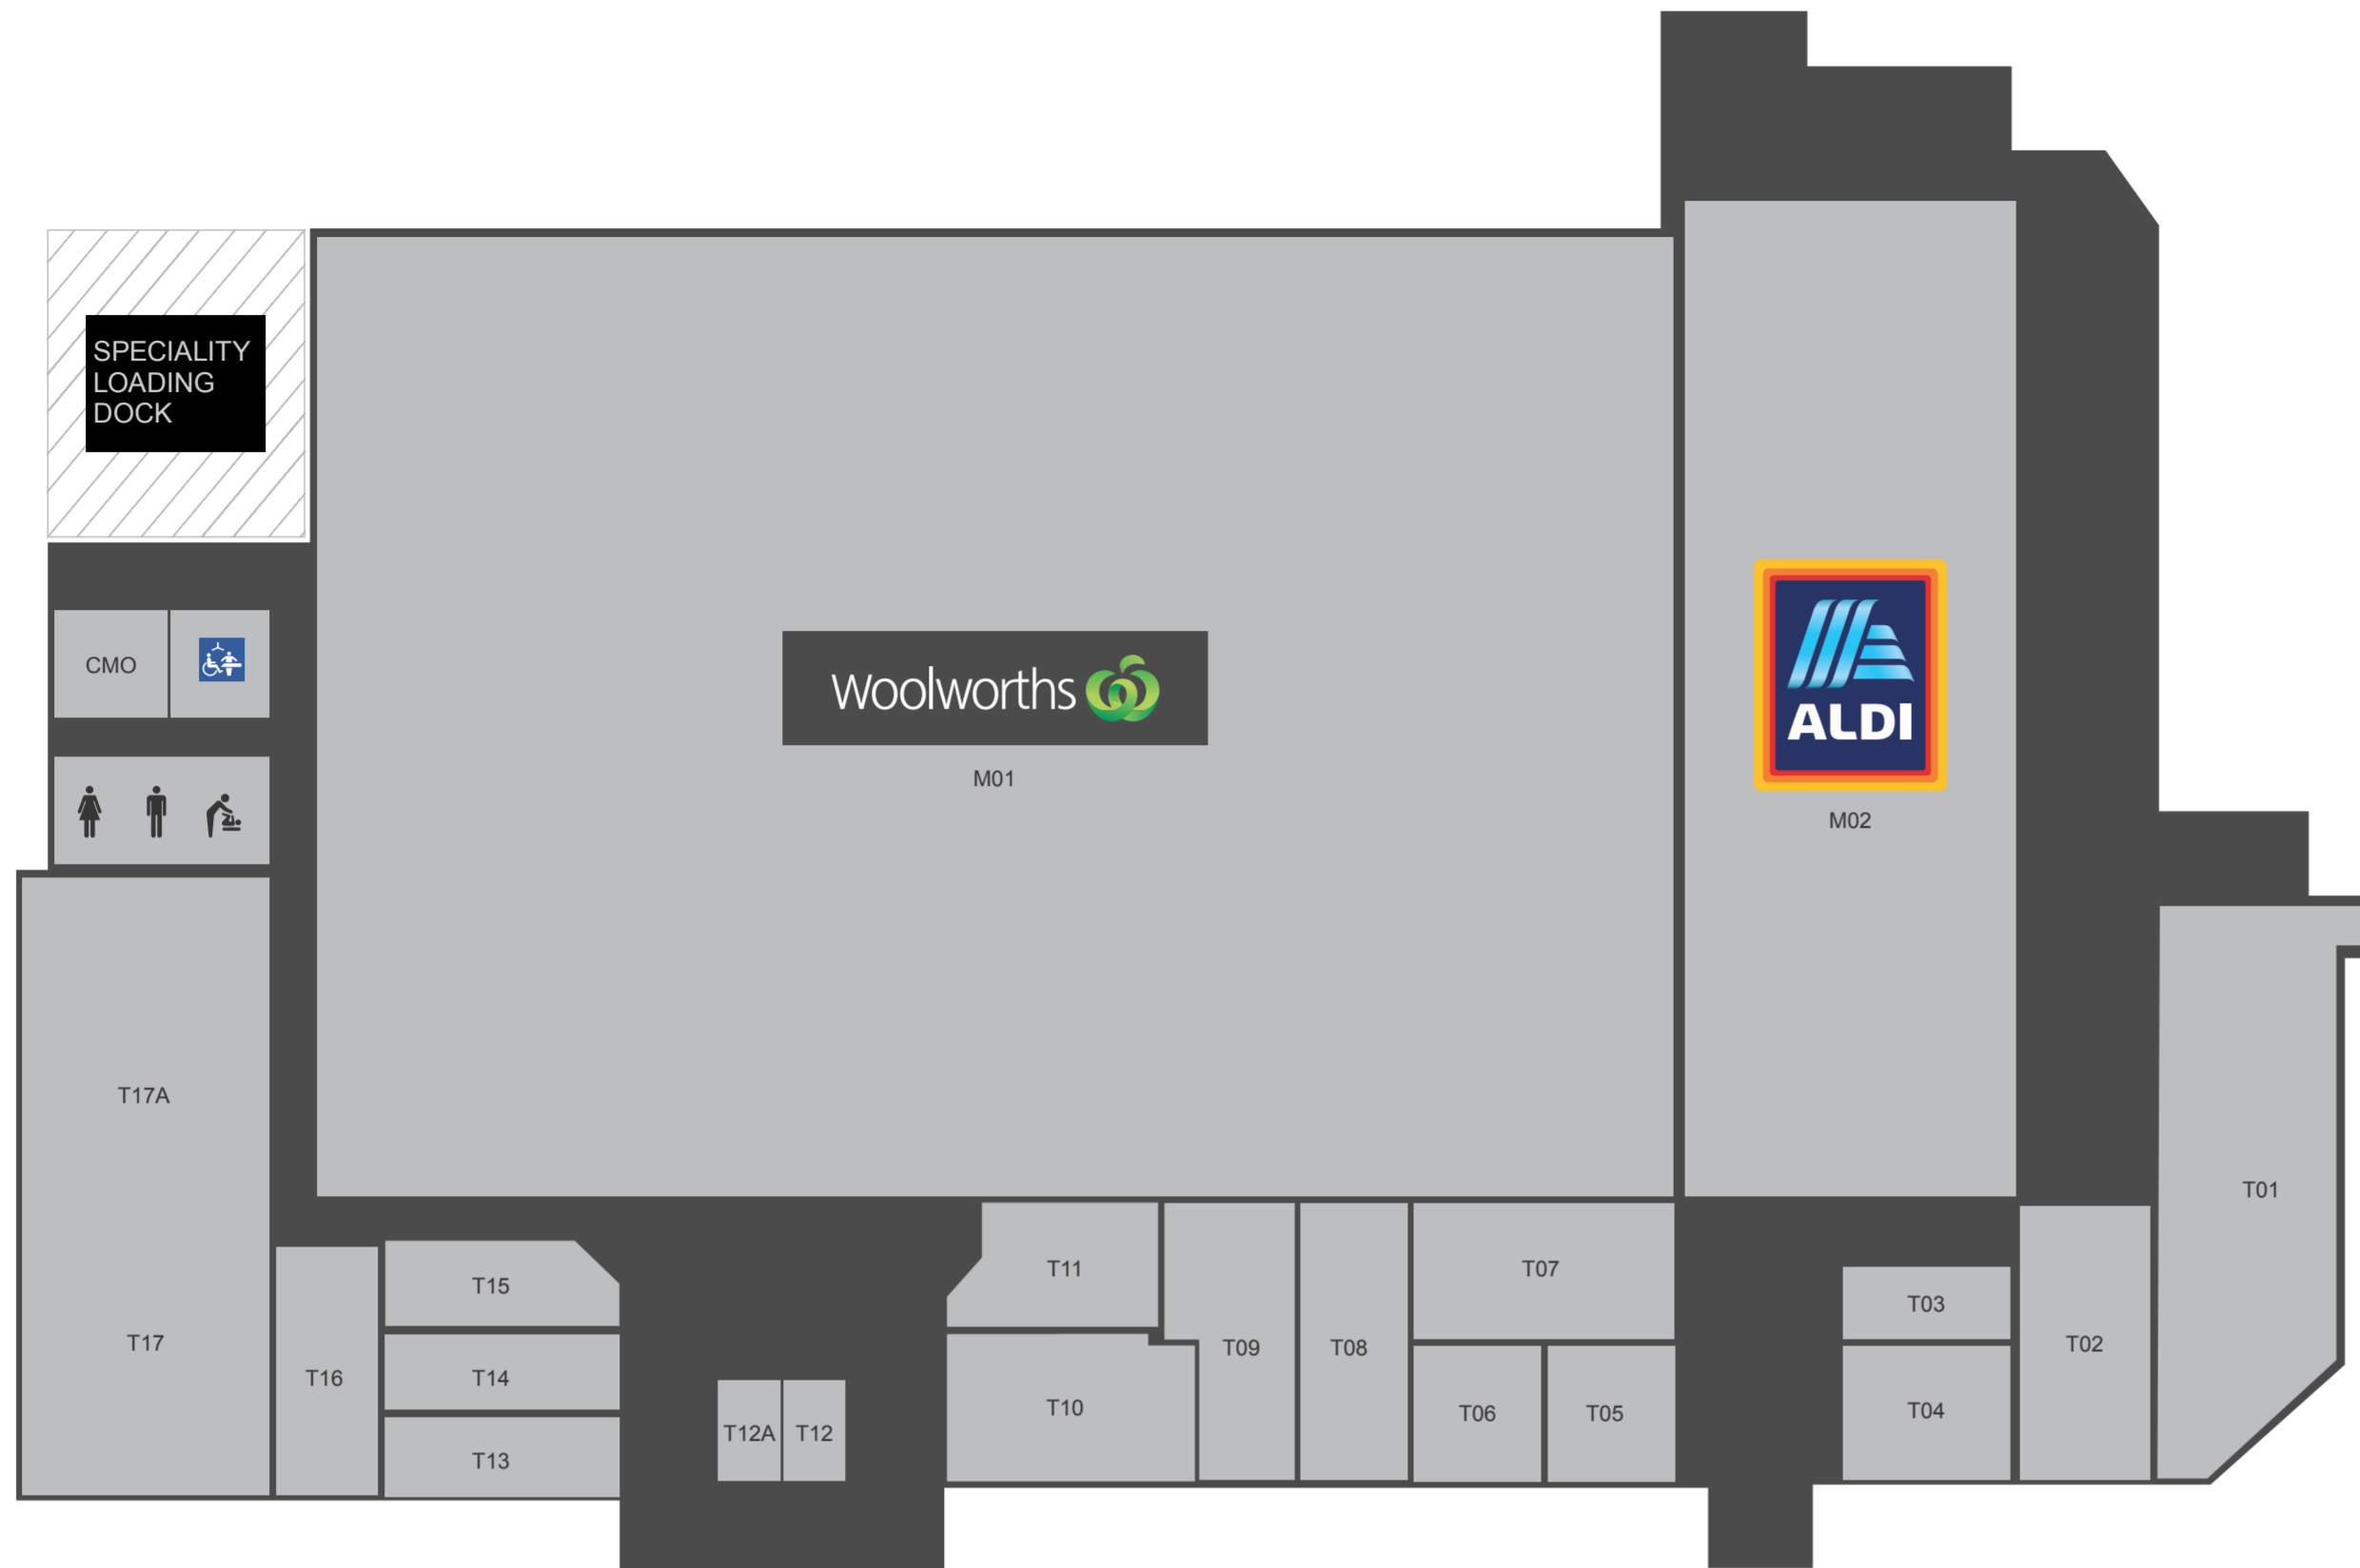 SPECIALITY
LOADING
DOCK
CMO
Woolworths
M01
ALDI
M02
T17A
T17
T16
T15
T14
T13
T12A
T12
T11
T10
T09
T08
T07
T06
T05
T03
T04
T02
T01